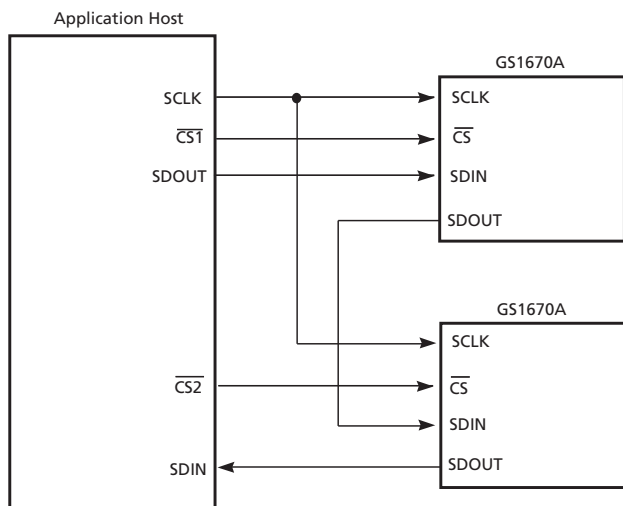 Application Host
SCLK
CS1
SDOUT
CS2
SDIN
GS1670A
SCLK
CS
SDIN
SDOUT
GS1670A
SCLK
CS
SDIN
SDOUT